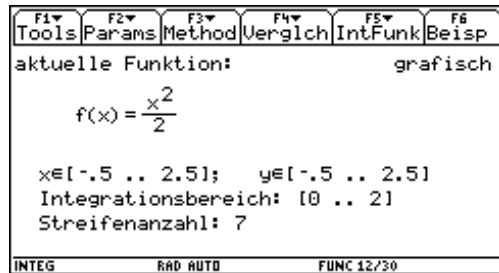 F1▼ F2▼ F3▼ F4▼ F5▼ F6
Tools Params Method Verglch IntFunk Beisp
aktuelle Funktion: grafisch
f(x) = x²/2
x∈[-.5 .. 2.5]; y∈[-.5 .. 2.5]
Integrationsbereich: [0 .. 2]
Streifenanzahl: 7
INTEG RAD AUTO FUNC 12/30